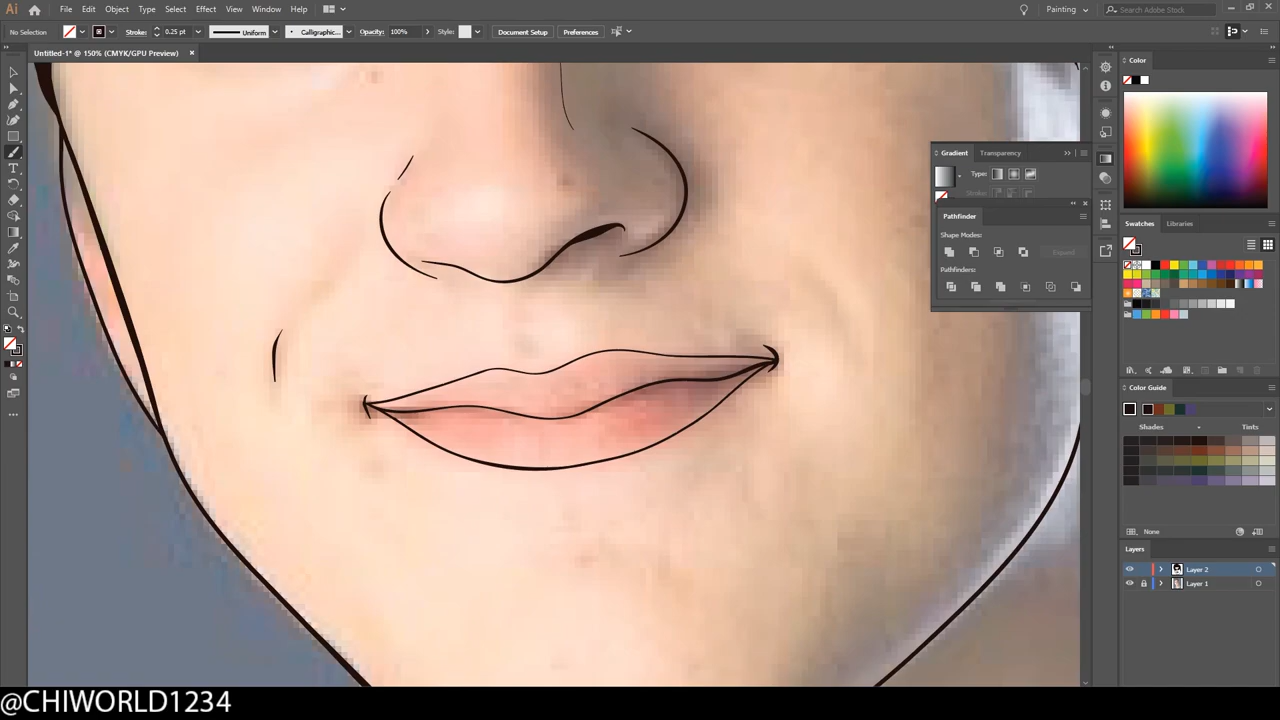 Ai File Edit Object Type Select Effect View Window Help Painting Search Adobe Stock
No Selection Stroke: 0.25 pt Uniform Calligraphic... Opacity: 100% Style: Document Setup Preferences
Untitled-1* @ 150% (CMYK/GPU Preview)
Color
Gradient Transparency
Type:
Stroke:
Pathfinder
Shape Modes:
Expand
Pathfinders:
Swatches Libraries
Color Guide
Shades Tints
None
Layers
Layer 2
Layer 1
@CHIWORLD1234